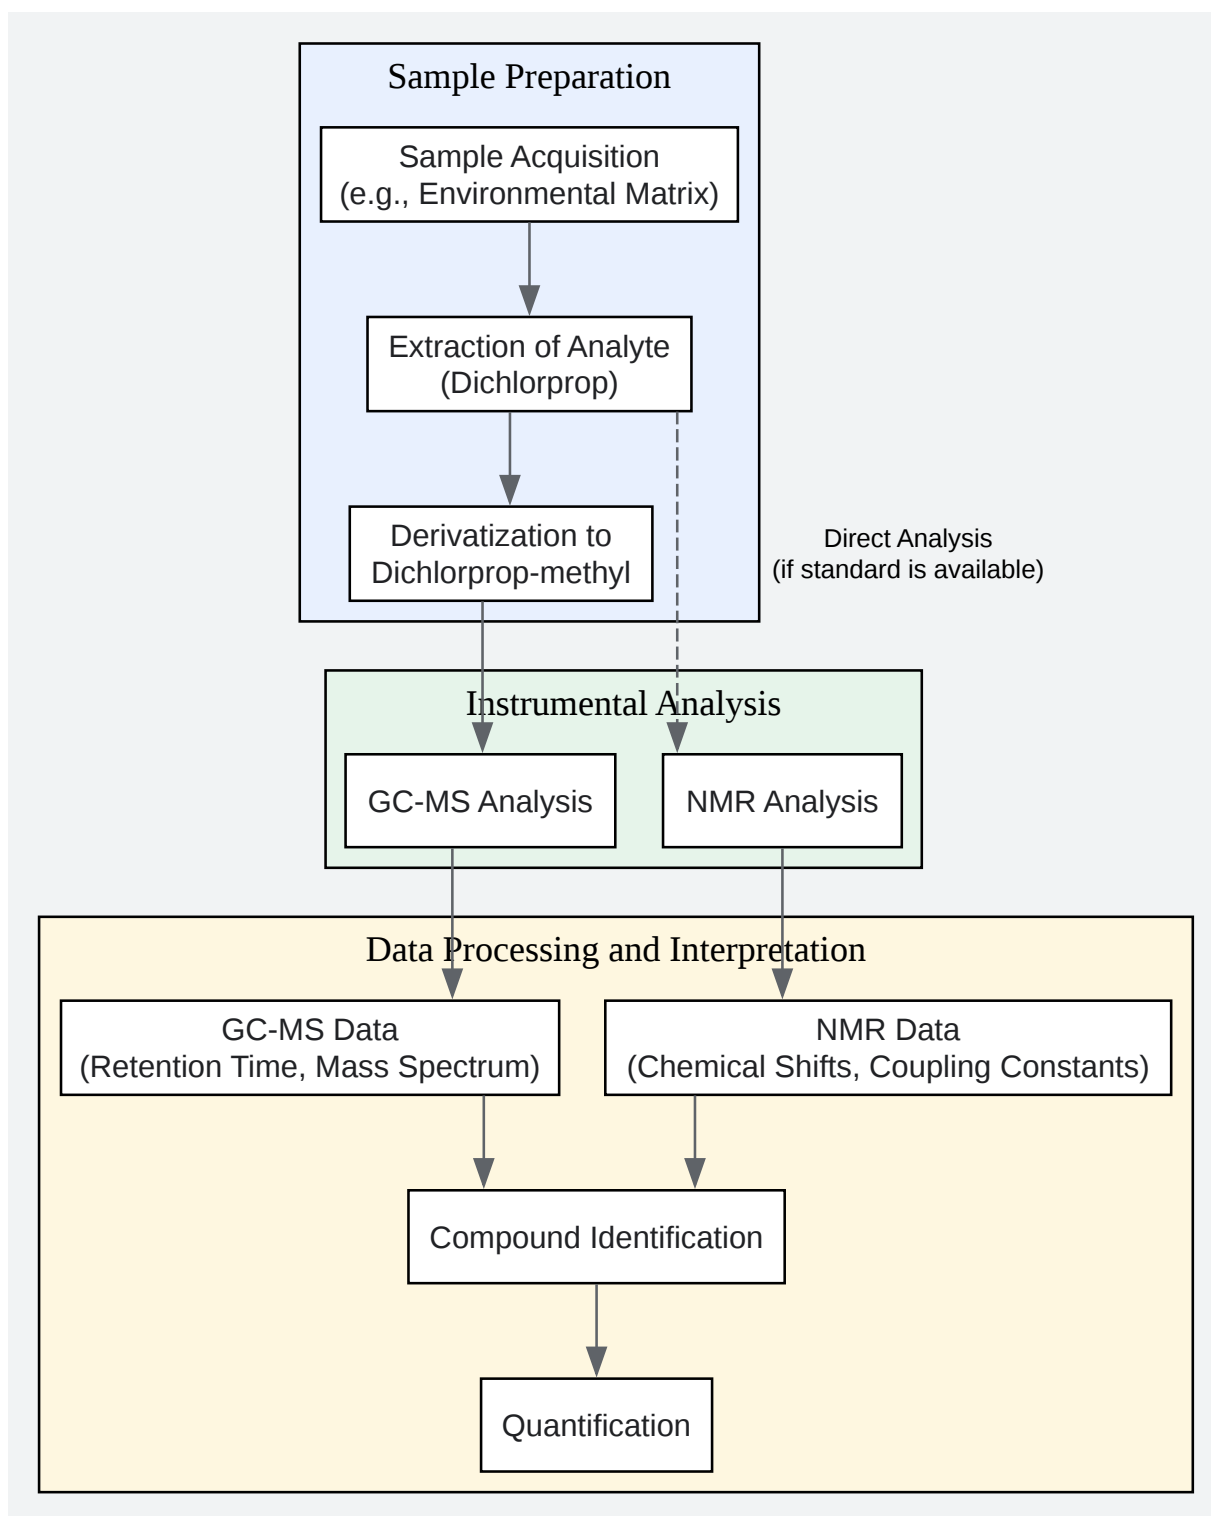 Sample Preparation
Sample Acquisition
(e.g., Environmental Matrix)
Extraction of Analyte
(Dichlorprop)
Derivatization to
Dichlorprop-methyl
Direct Analysis
(if standard is available)
Instrumental Analysis
GC-MS Analysis
NMR Analysis
Data Processing and Interpretation
GC-MS Data
(Retention Time, Mass Spectrum)
NMR Data
(Chemical Shifts, Coupling Constants)
Compound Identification
Quantification